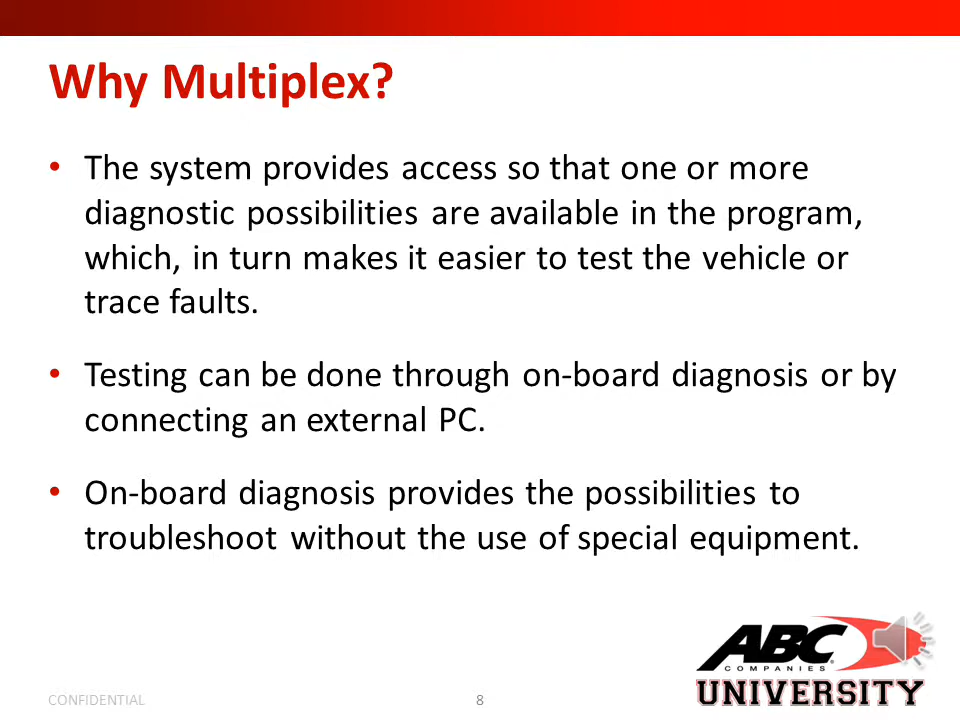 Why Multiplex?
• The system provides access so that one or more
diagnostic possibilities are available in the program,
which, in turn makes it easier to test the vehicle or
trace faults.
• Testing can be done through on-board diagnosis or by
connecting an external PC.
• On-board diagnosis provides the possibilities to
troubleshoot without the use of special equipment.
ABC
COMPANIES
UNIVERSITY
CONFIDENTIAL
8